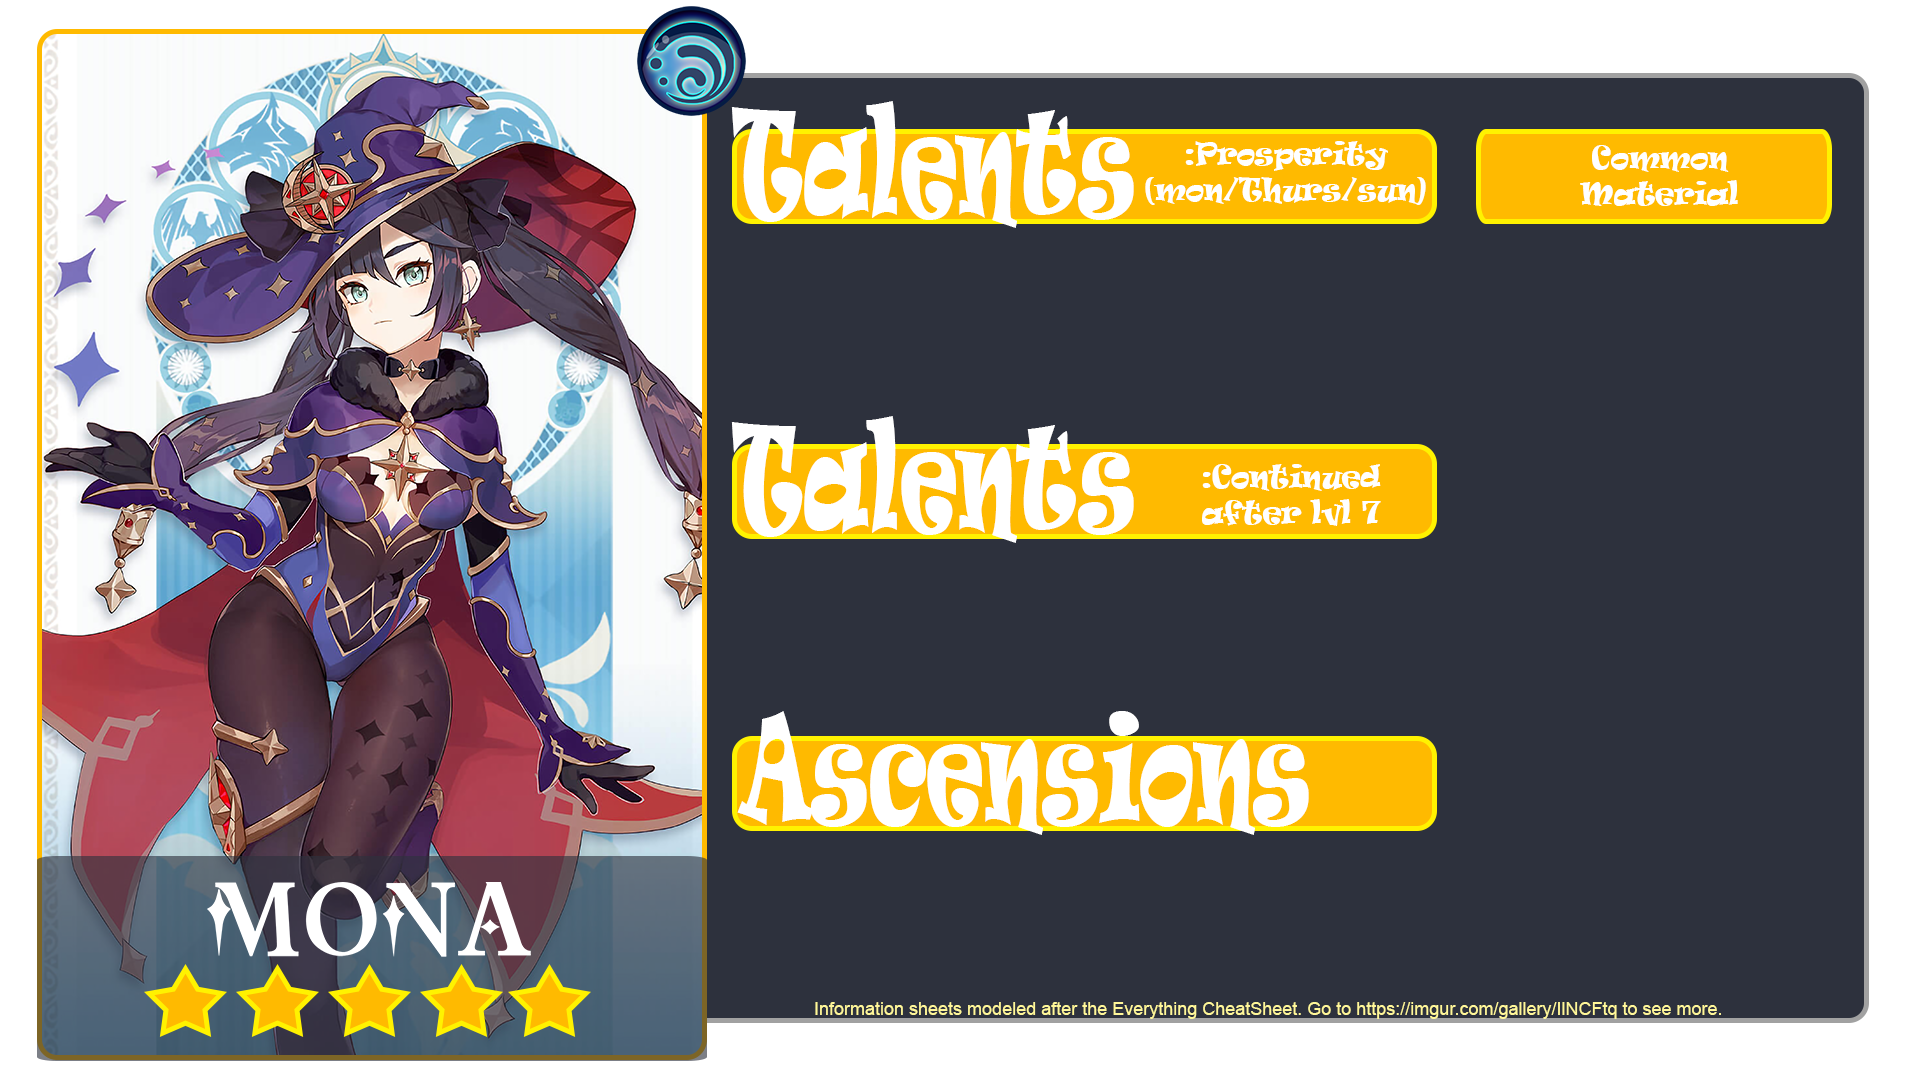 Talents
:Prosperity
(mon/Thurs/sun)
Common
Material
Talents
:Continued
after lvl 7
Ascensions
MONA
Information sheets modeled after the Everything CheatSheet. Go to https://imgur.com/gallery/IINCFtq to see more.